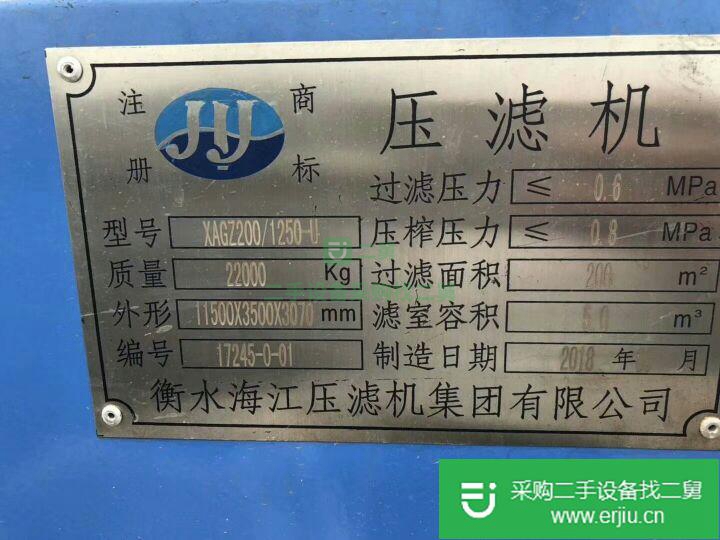 注册 商标
JHJ
压滤机
过滤压力 ≤ 0.6 MPa
型号 XAGZ200/1250-U 压榨压力 ≤ 0.8 MPa
质量 22000 Kg 过滤面积 200 m²
外形 11500X3500X3070 mm 滤室容积 5.0 m³
编号 17245-0-01 制造日期 2018 年 月
衡水海江压滤机集团有限公司
采购二手设备找二舅
www.erjiu.cn